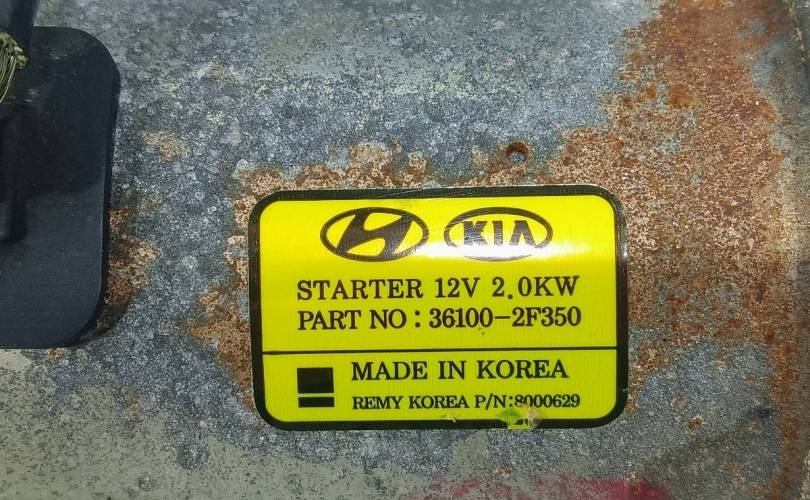 KIA
STARTER 12V 2.0KW
PART NO : 36100-2F350
MADE IN KOREA
REMY KOREA P/N:8000629